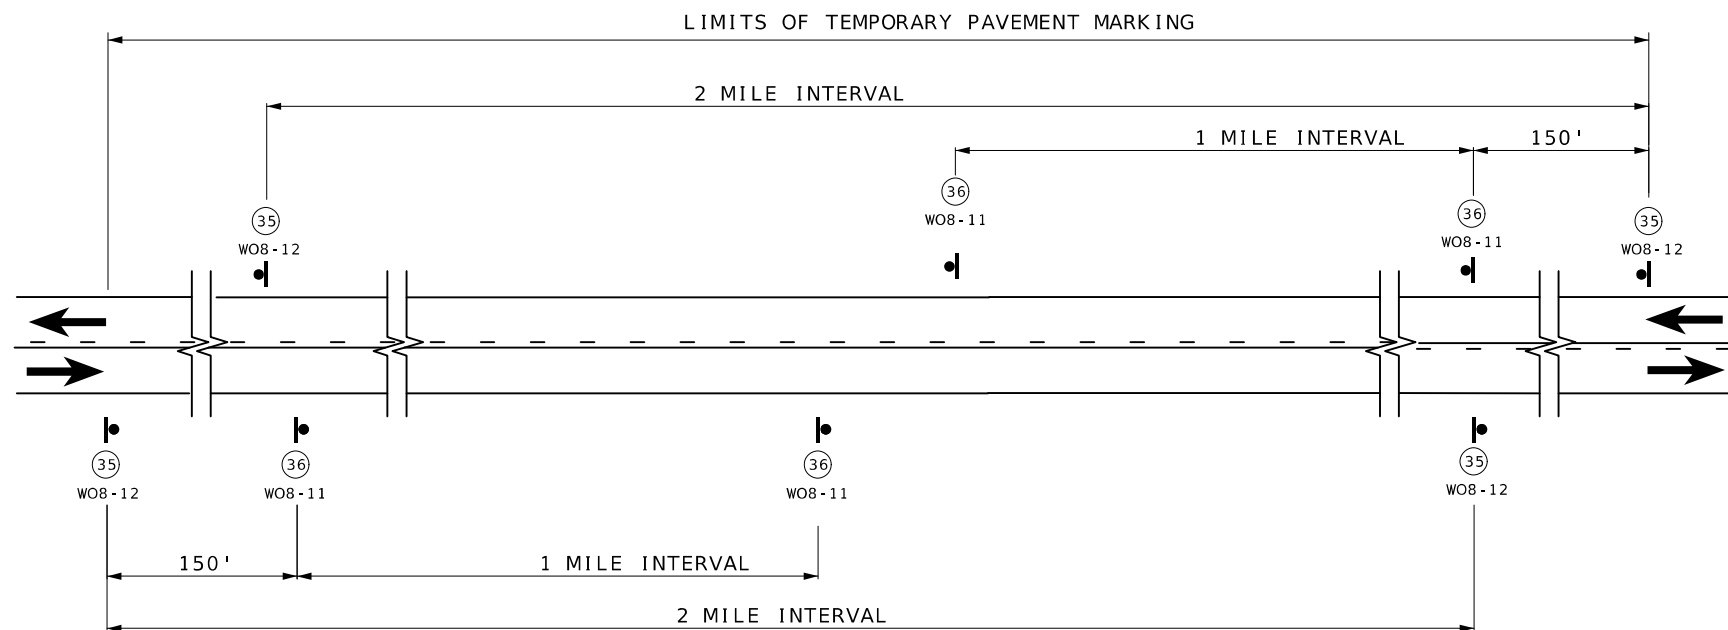 LIMITS OF TEMPORARY PAVEMENT MARKING
2 MILE INTERVAL
1 MILE INTERVAL 150'
36
WO8-11
35
WO8-12
36
WO8-11
35
WO8-12
35
WO8-12
36
WO8-11
36
WO8-11
35
WO8-12
150' 1 MILE INTERVAL
2 MILE INTERVAL